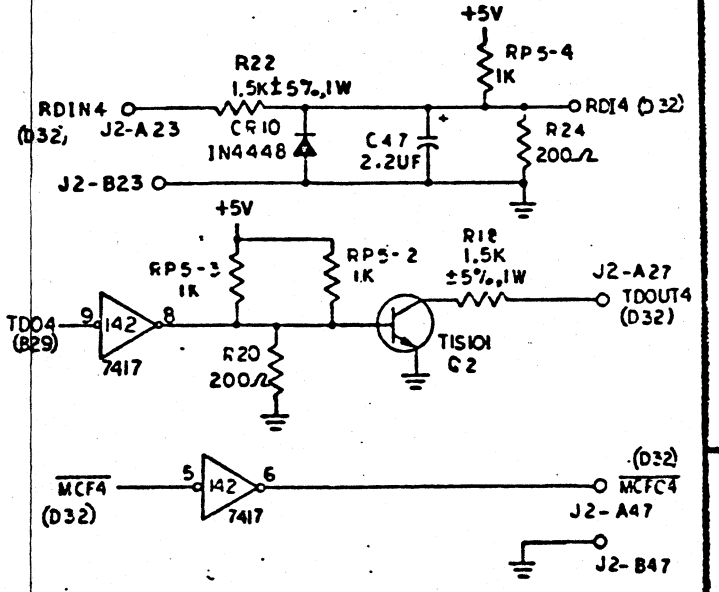 +5V
RP5-4
1K
R22
1.5K±5%,1W
RDIN4
(D32)
J2-A23
CR10
IN4448
C47
2.2UF
+
RDI4 (D32)
R24
200Ω
J2-B23
+5V
RP5-3
1K
RP5-2
1K
R18
1.5K
±5%,1W
J2-A27
TDOUT4
(D32)
TDO4
(B29)
9
142
8
7417
R20
200Ω
TIS101
Q2
MCF4
(D32)
5
142
6
7417
(D32)
MCFC4
J2-A47
J2-B47